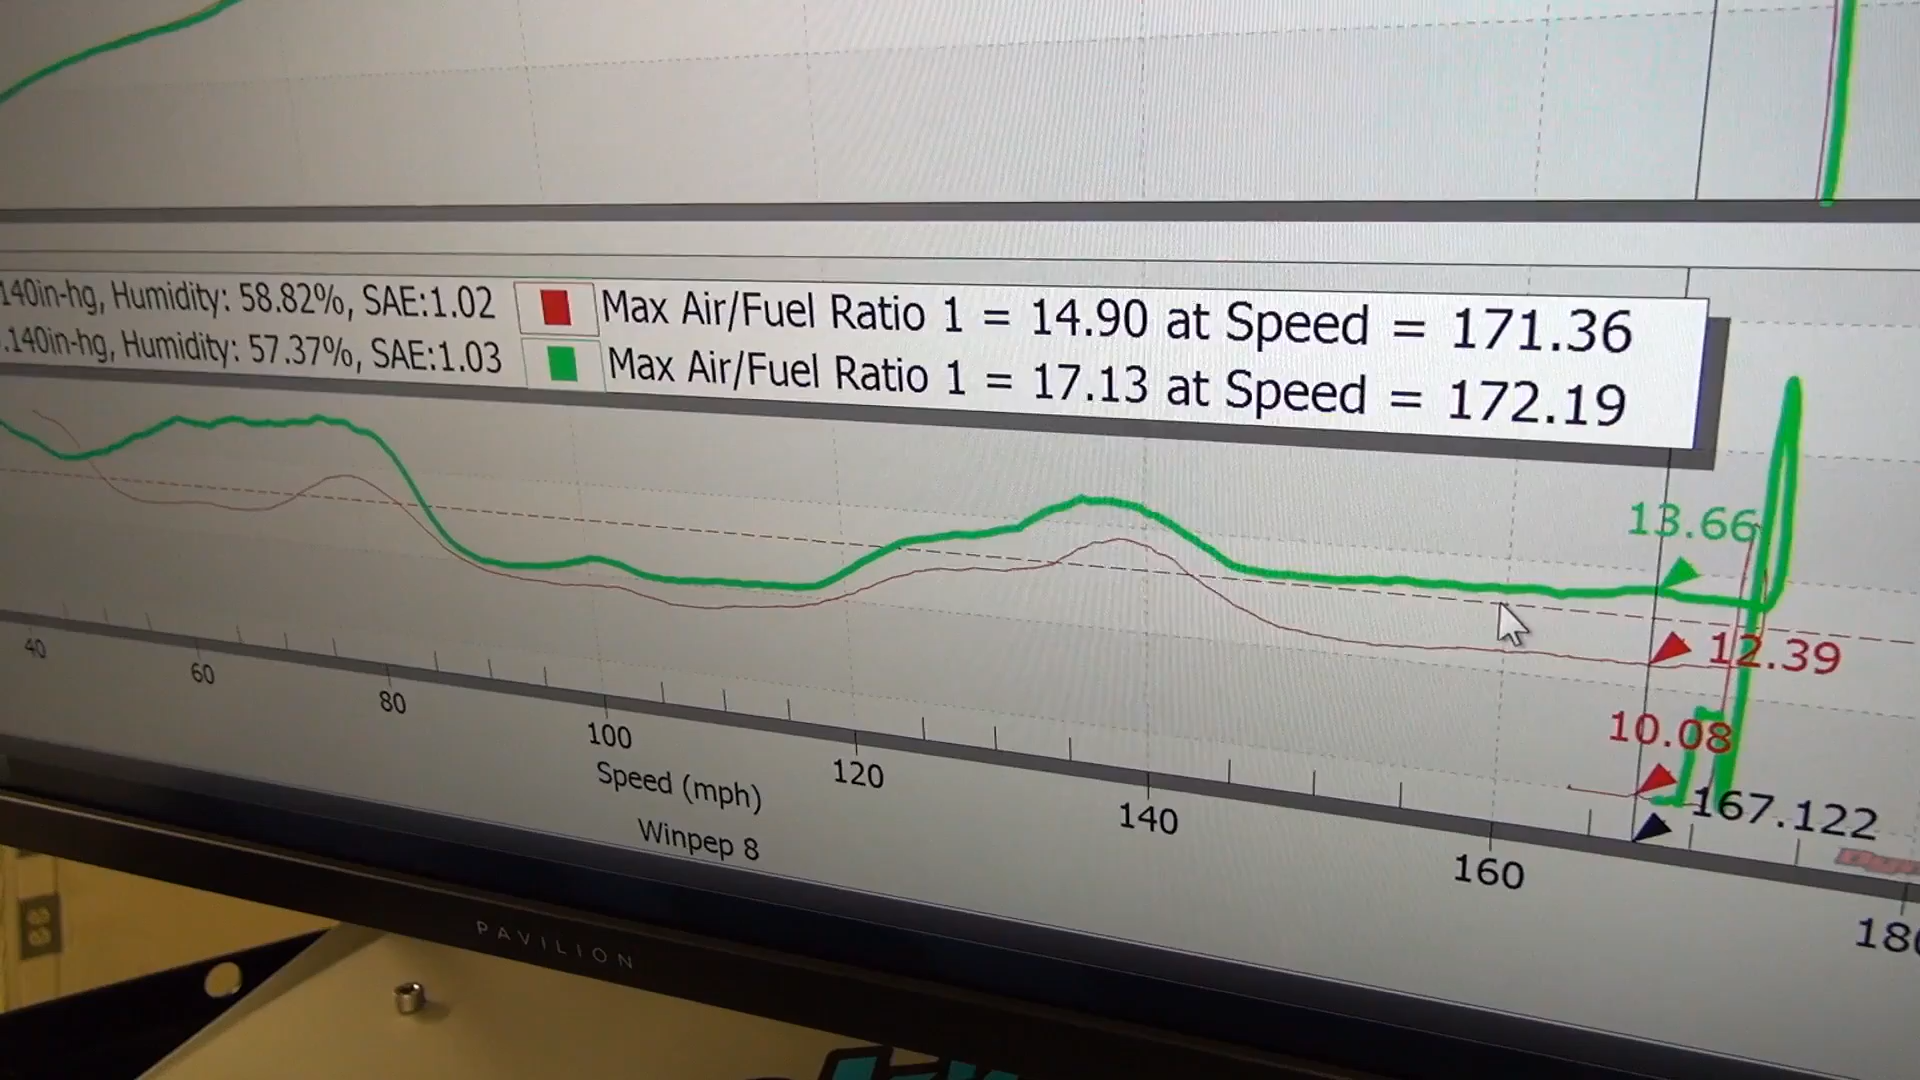 140in-hg, Humidity: 58.82%, SAE:1.02
.140in-hg, Humidity: 57.37%, SAE:1.03
Max Air/Fuel Ratio 1 = 14.90 at Speed = 171.36
Max Air/Fuel Ratio 1 = 17.13 at Speed = 172.19
13.66
12.39
10.08
167.122
40
60
80
100
120
140
160
180
Speed (mph)
Winpep 8
PAVILION